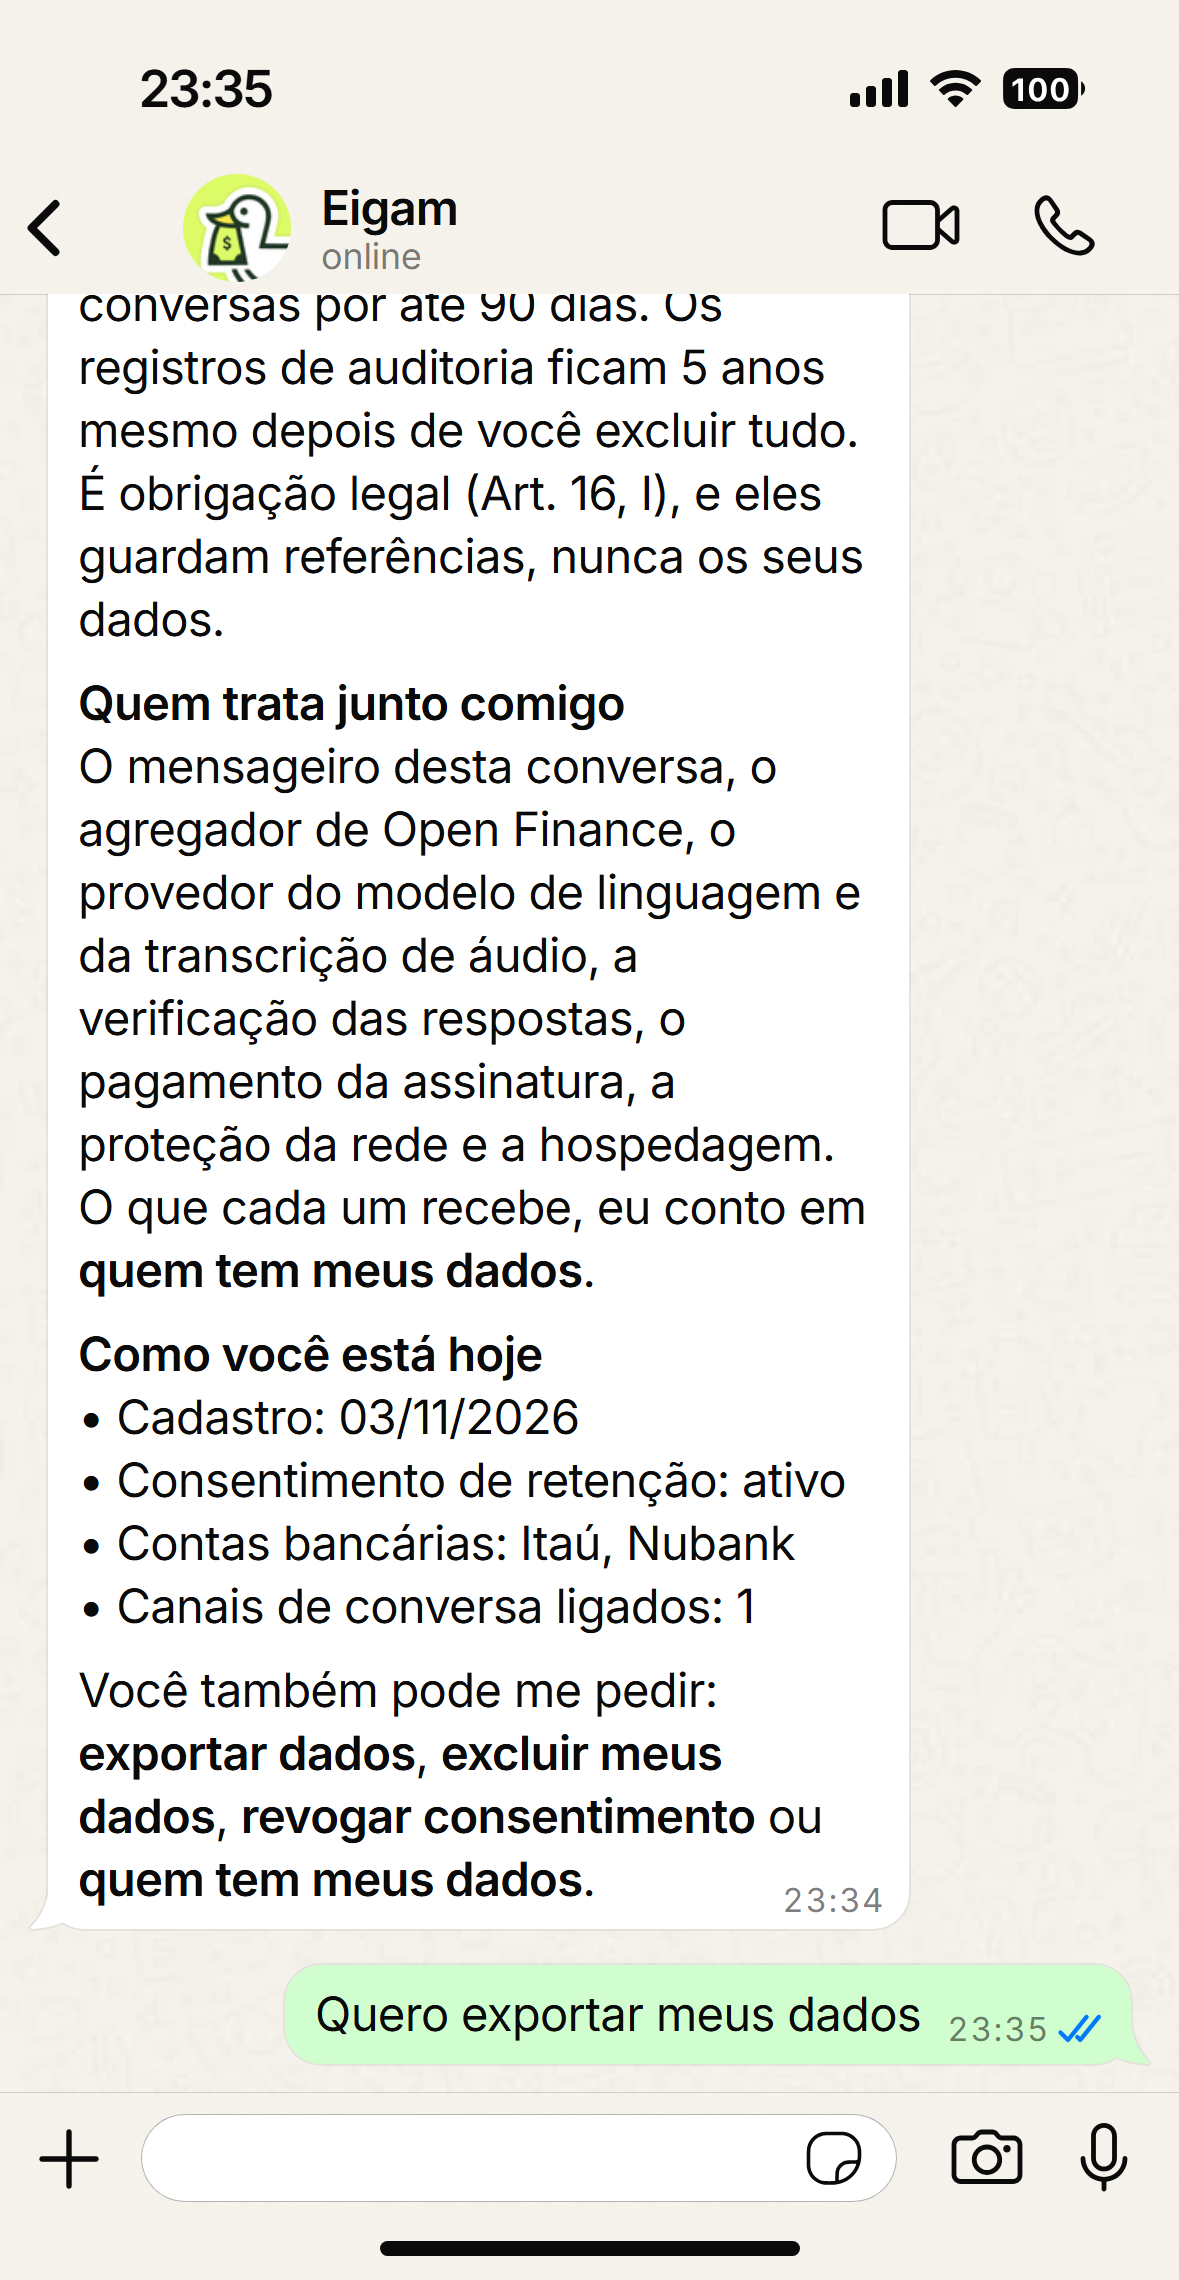 23:35
100
Eigam
online
conversas por até 90 dias. Os
registros de auditoria ficam 5 anos
mesmo depois de você excluir tudo.
É obrigação legal (Art. 16, I), e eles
guardam referências, nunca os seus
dados.
Quem trata junto comigo
O mensageiro desta conversa, o
agregador de Open Finance, o
provedor do modelo de linguagem e
da transcrição de áudio, a
verificação das respostas, o
pagamento da assinatura, a
proteção da rede e a hospedagem.
O que cada um recebe, eu conto em
quem tem meus dados.
Como você está hoje
• Cadastro: 03/11/2026
• Consentimento de retenção: ativo
• Contas bancárias: Itaú, Nubank
• Canais de conversa ligados: 1
Você também pode me pedir:
exportar dados, excluir meus
dados, revogar consentimento ou
quem tem meus dados.
23:34
Quero exportar meus dados 23:35